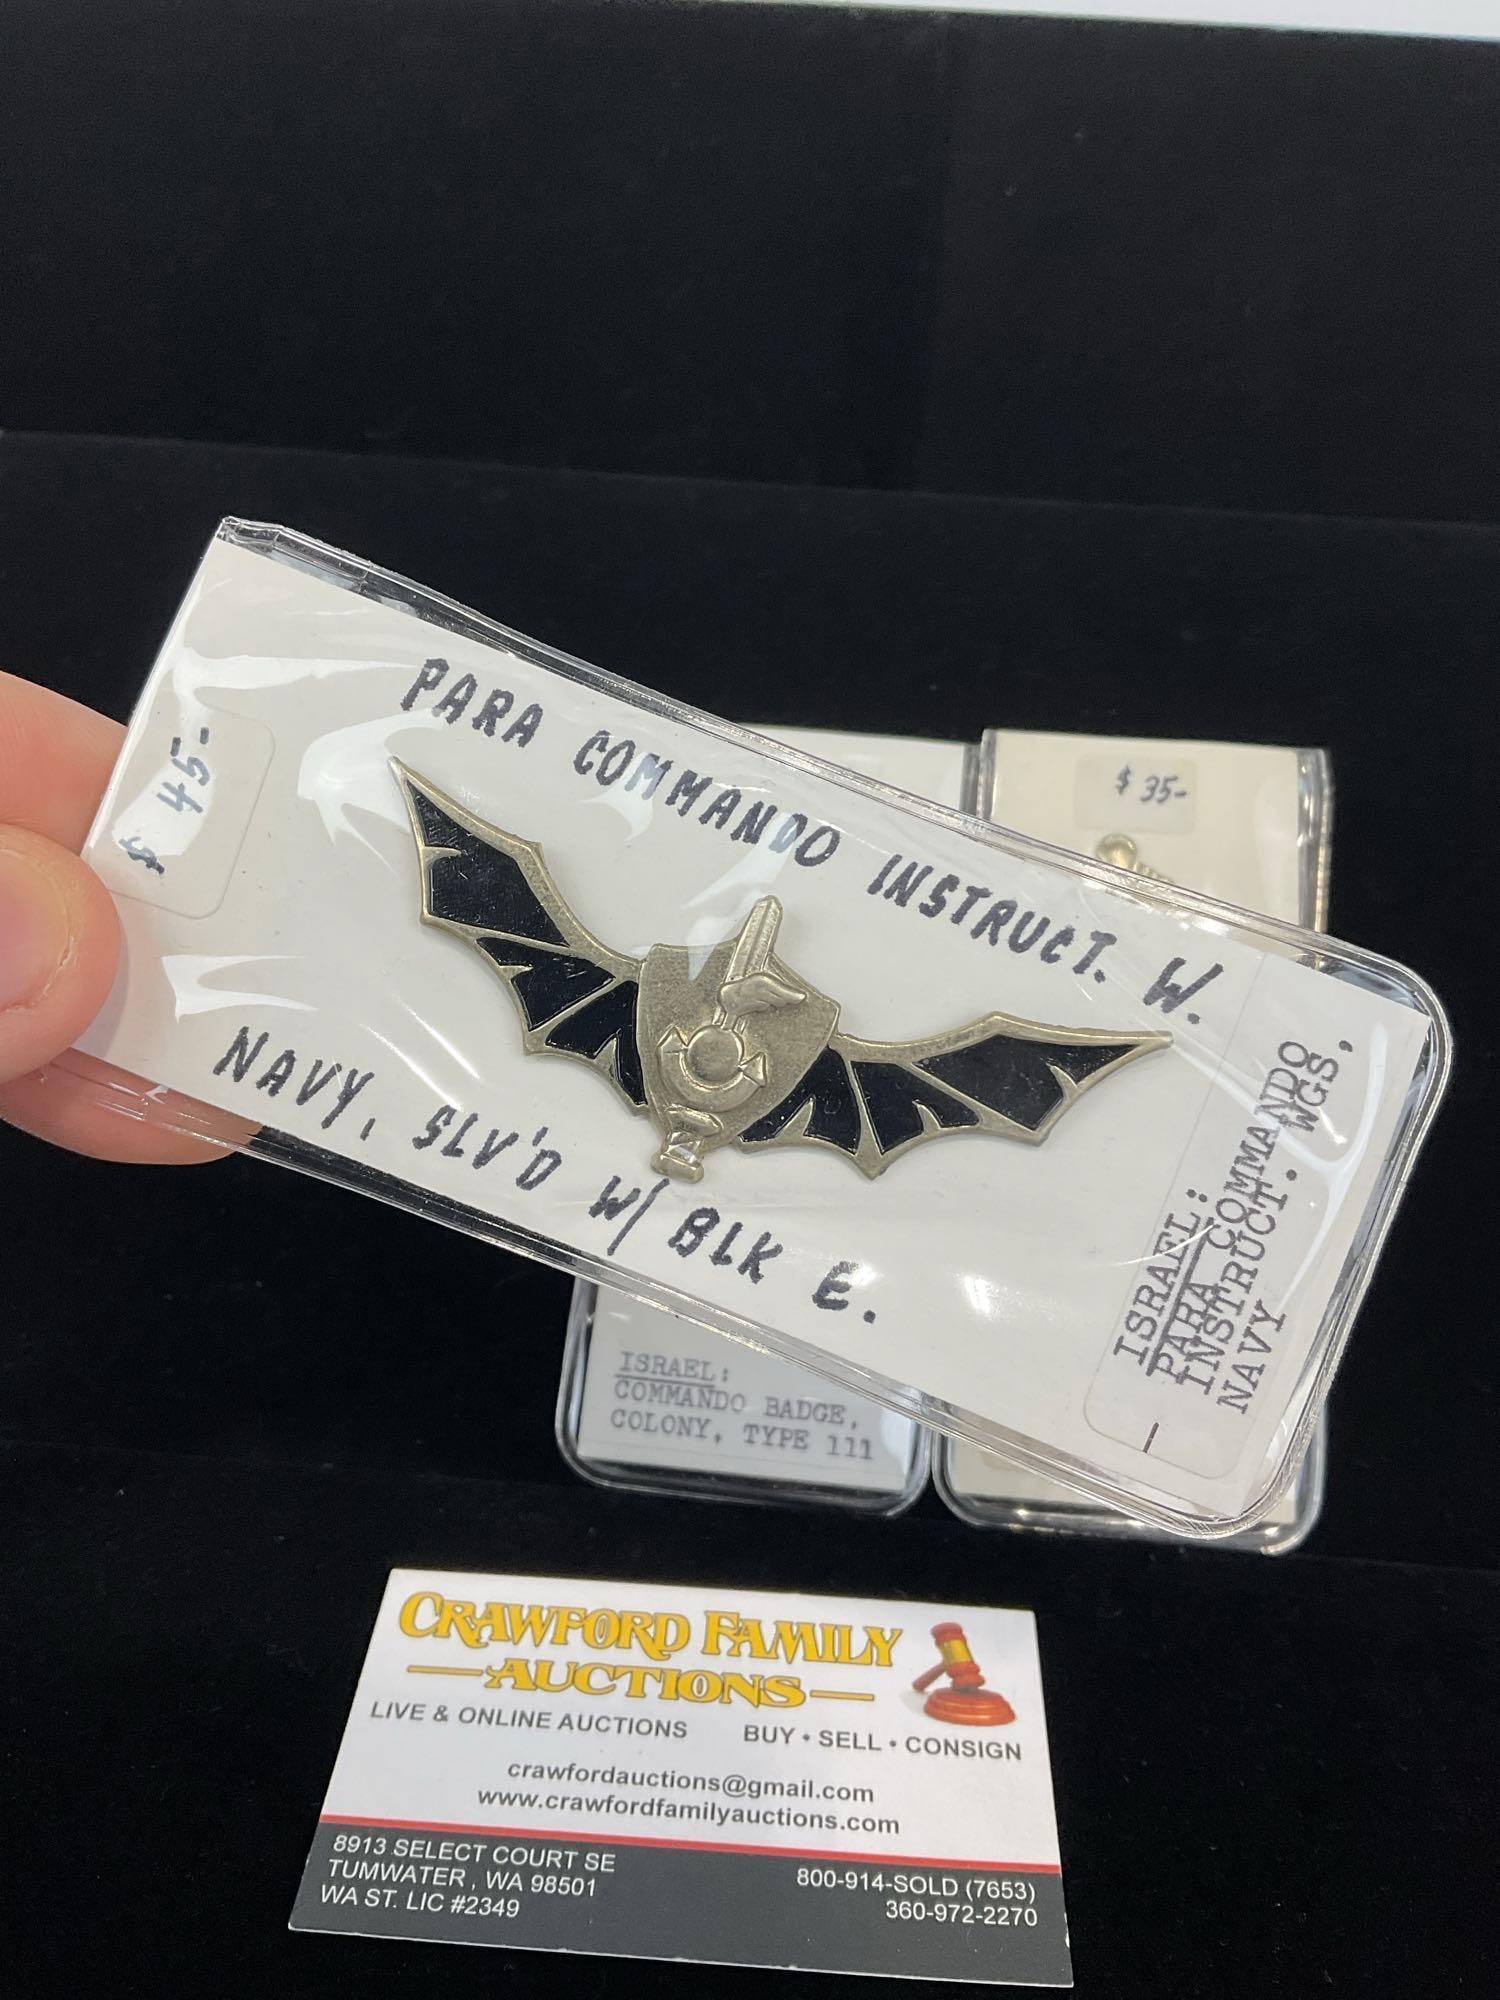 $ 45-
PARA COMMANDO INSTRUCT. W.
NAVY, SLV'D W/ BLK E.
ISRAEL:
PARA COMMANDO
INSTRUCT. WGS,
NAVY
$ 35-
ISRAEL:
COMMANDO BADGE,
COLONY, TYPE 111
CRAWFORD FAMILY
AUCTIONS
LIVE & ONLINE AUCTIONS BUY • SELL • CONSIGN
crawfordauctions@gmail.com
www.crawfordfamilyauctions.com
8913 SELECT COURT SE
TUMWATER, WA 98501
WA ST. LIC #2349
800-914-SOLD (7653)
360-972-2270